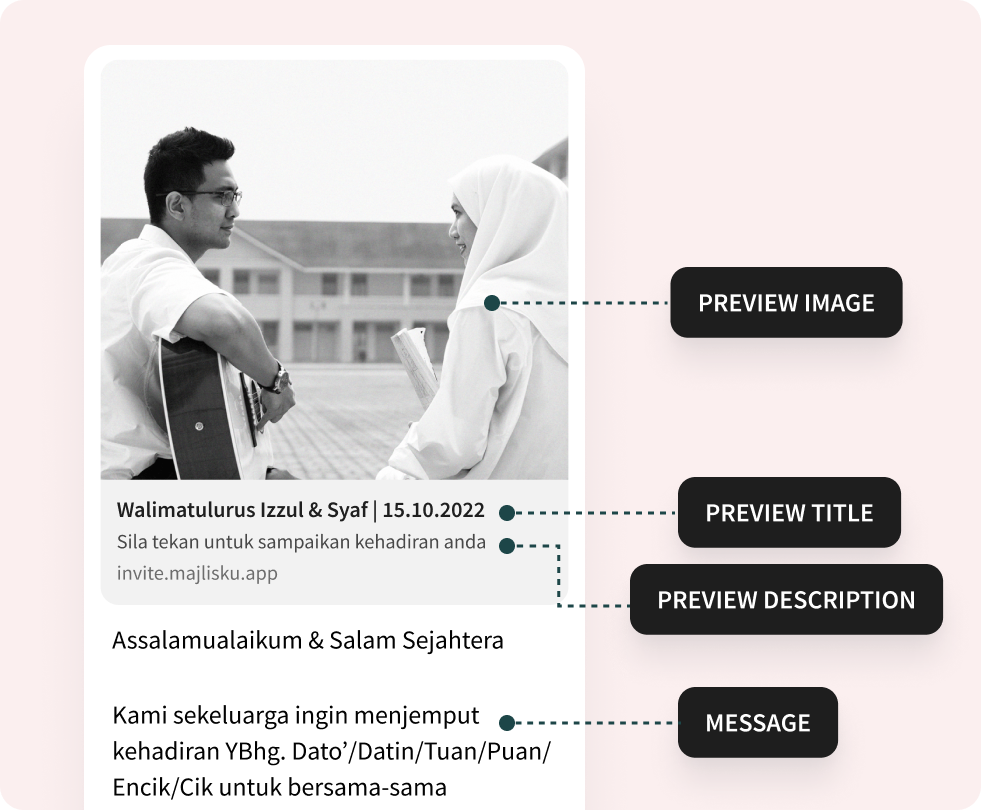 PREVIEW IMAGE
Walimatulurus Izzul & Syaf | 15.10.2022
PREVIEW TITLE
Sila tekan untuk sampaikan kehadiran anda
invite.majlisku.app
PREVIEW DESCRIPTION
Assalamualaikum & Salam Sejahtera
Kami sekeluarga ingin menjemput
MESSAGE
kehadiran YBhg. Dato’/Datin/Tuan/Puan/
Encik/Cik untuk bersama-sama